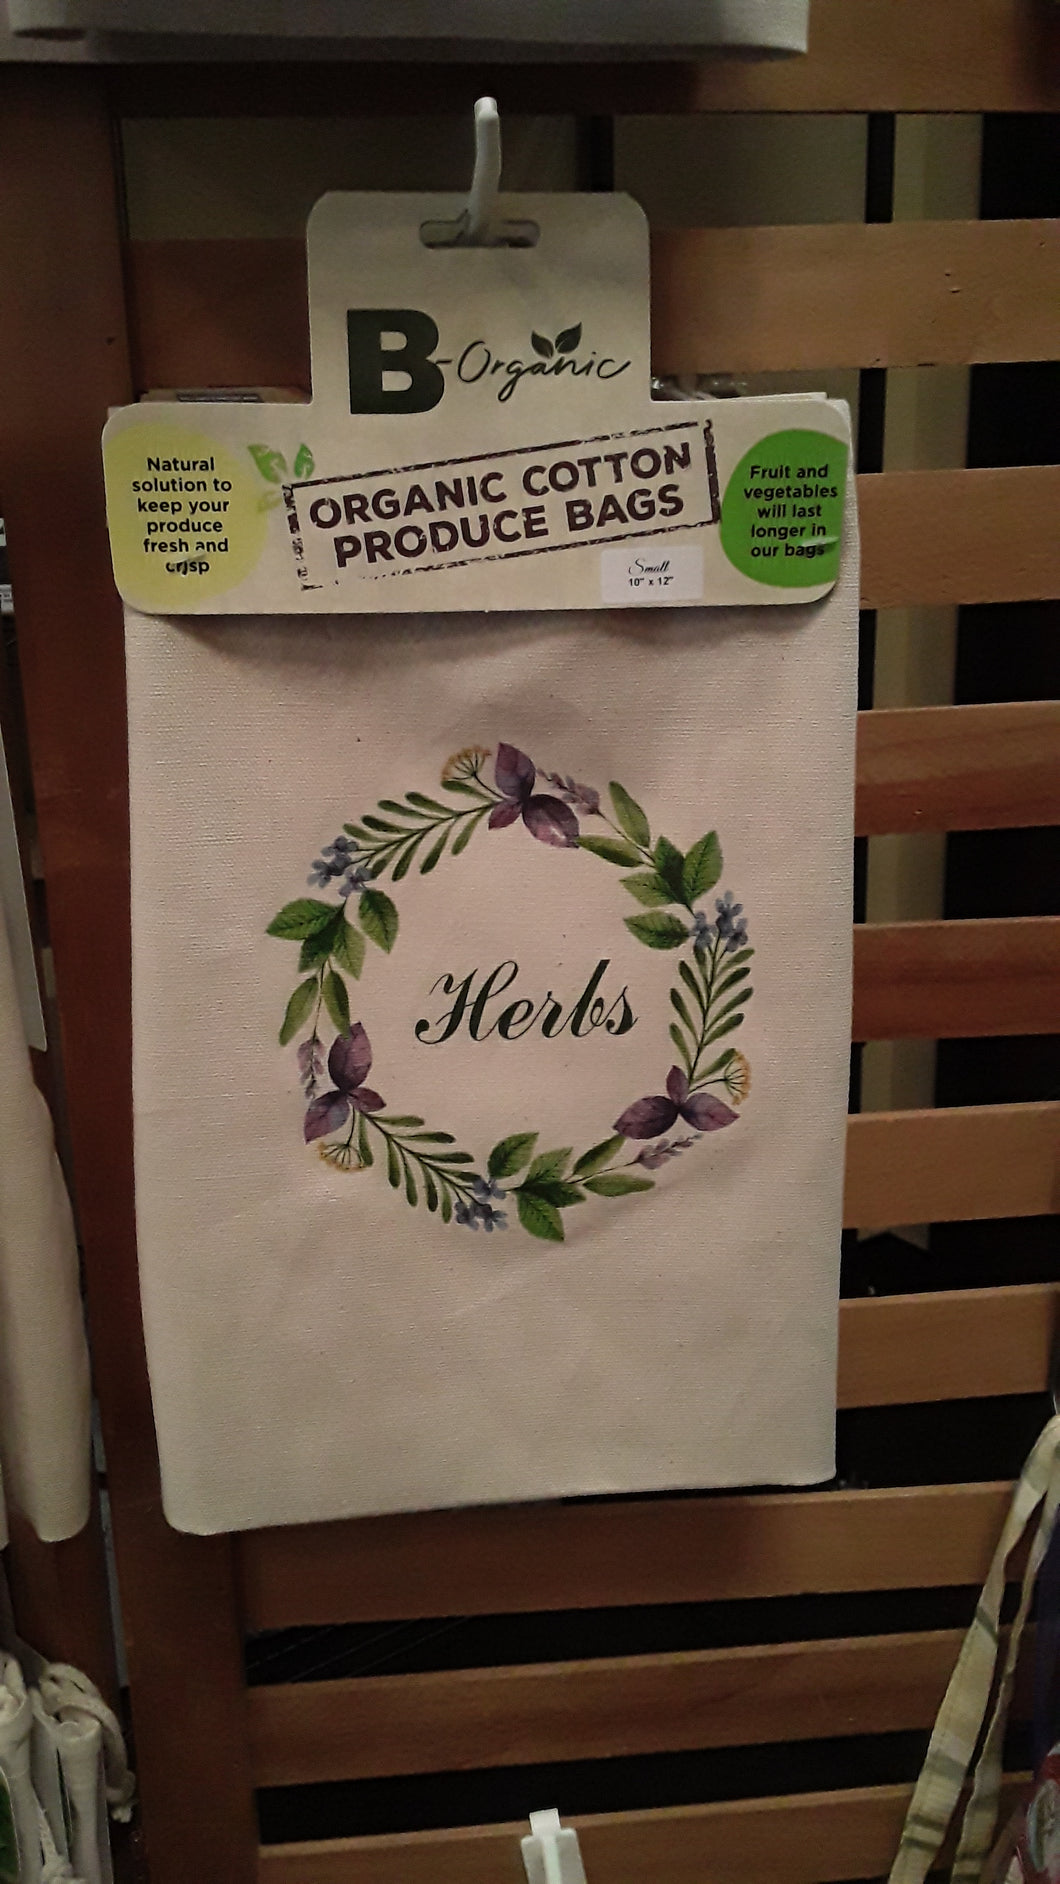 B-Organic
Natural
solution to
keep your
produce
fresh and
crisp
ORGANIC COTTON
PRODUCE BAGS
Small
10" x 12"
Fruit and
vegetables
will last
longer in
our bags
Herbs